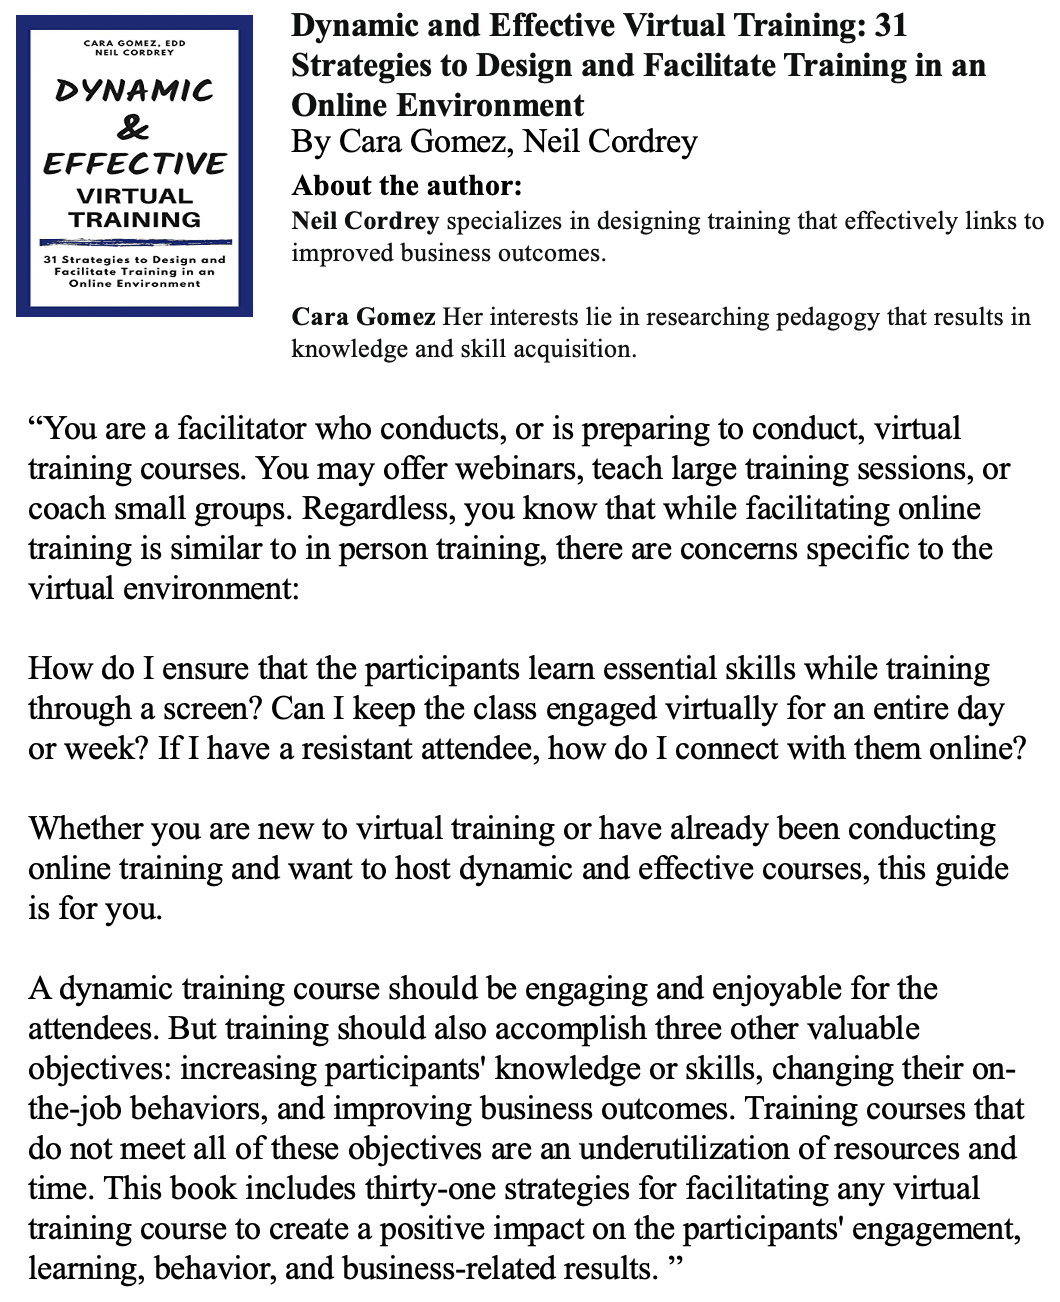 CARA GOMEZ, EDD
NEIL CORDREY
DYNAMIC
&
EFFECTIVE
VIRTUAL
TRAINING
31 Strategies to Design and
Facilitate Training in an
Online Environment
Dynamic and Effective Virtual Training: 31
Strategies to Design and Facilitate Training in an
Online Environment
By Cara Gomez, Neil Cordrey
About the author:
Neil Cordrey specializes in designing training that effectively links to
improved business outcomes.
Cara Gomez Her interests lie in researching pedagogy that results in
knowledge and skill acquisition.
“You are a facilitator who conducts, or is preparing to conduct, virtual
training courses. You may offer webinars, teach large training sessions, or
coach small groups. Regardless, you know that while facilitating online
training is similar to in person training, there are concerns specific to the
virtual environment:
How do I ensure that the participants learn essential skills while training
through a screen? Can I keep the class engaged virtually for an entire day
or week? If I have a resistant attendee, how do I connect with them online?
Whether you are new to virtual training or have already been conducting
online training and want to host dynamic and effective courses, this guide
is for you.
A dynamic training course should be engaging and enjoyable for the
attendees. But training should also accomplish three other valuable
objectives: increasing participants' knowledge or skills, changing their on-
the-job behaviors, and improving business outcomes. Training courses that
do not meet all of these objectives are an underutilization of resources and
time. This book includes thirty-one strategies for facilitating any virtual
training course to create a positive impact on the participants' engagement,
learning, behavior, and business-related results. ”